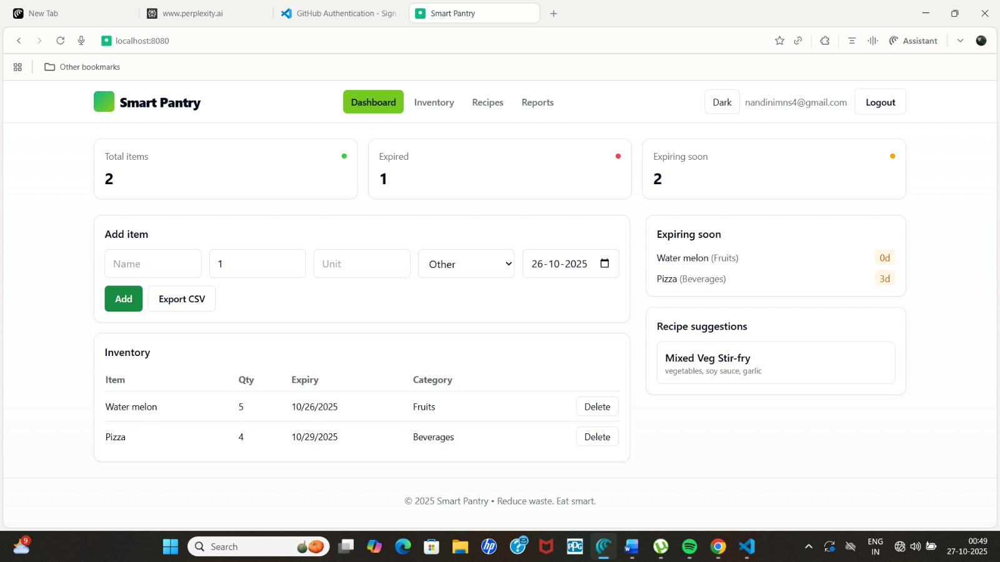 New Tab
www.perplexity.ai
GitHub Authentication - Sign
Smart Pantry
localhost:8080
Assistant
Other bookmarks
Smart Pantry
Dashboard
Inventory
Recipes
Reports
Dark
nandinimns4@gmail.com
Logout
Total items
2
Expired
1
Expiring soon
2
Add item
Name
1
Unit
Other
26-10-2025
Add
Export CSV
Expiring soon
Water melon (Fruits) 0d
Pizza (Beverages) 3d
Recipe suggestions
Mixed Veg Stir-fry
vegetables, soy sauce, garlic
Inventory
Item Qty Expiry Category
Water melon 5 10/26/2025 Fruits Delete
Pizza 4 10/29/2025 Beverages Delete
© 2025 Smart Pantry • Reduce waste. Eat smart.
9
Search
hp
PPG
W
ENG
IN
00:49
27-10-2025